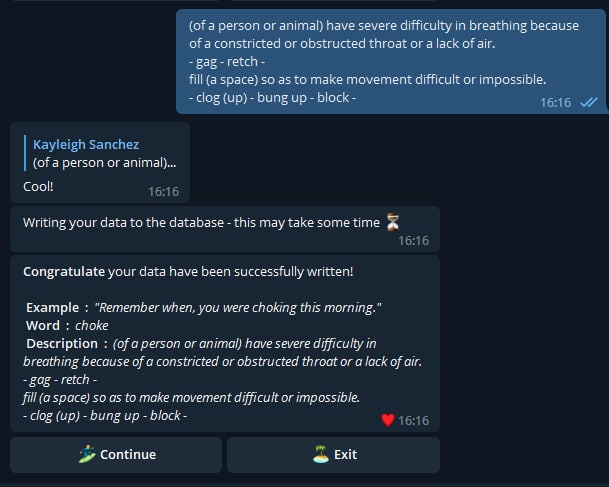 (of a person or animal) have severe difficulty in breathing because
of a constricted or obstructed throat or a lack of air.
- gag - retch -
fill (a space) so as to make movement difficult or impossible.
- clog (up) - bung up - block -
16:16
Kayleigh Sanchez
(of a person or animal)...
Cool!
16:16
Writing your data to the database - this may take some time
16:16
Congratulate your data have been successfully written!
Example : "Remember when, you were choking this morning."
Word : choke
Description : (of a person or animal) have severe difficulty in
breathing because of a constricted or obstructed throat or a lack of air.
- gag - retch -
fill (a space) so as to make movement difficult or impossible.
- clog (up) - bung up - block -
16:16
Continue
Exit